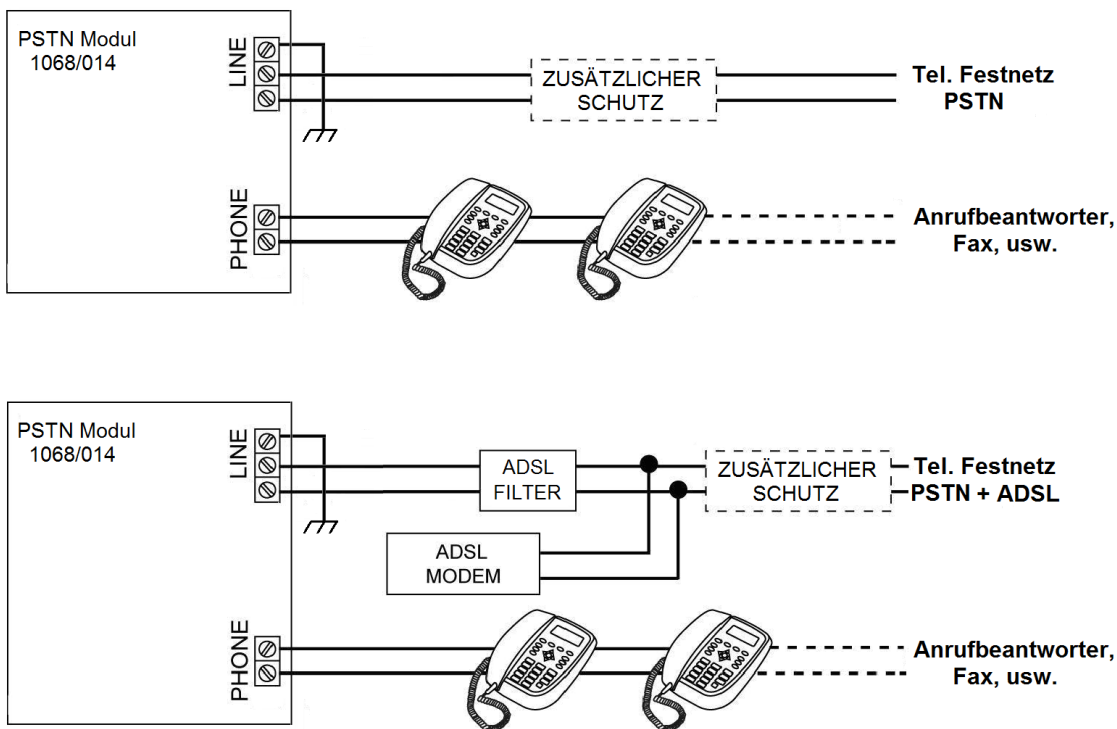 PSTN Modul
1068/014
LINE
ZUSÄTZLICHER
SCHUTZ
Tel. Festnetz
PSTN
PHONE
Anrufbeantworter,
Fax, usw.
PSTN Modul
1068/014
LINE
ADSL
FILTER
ZUSÄTZLICHER
SCHUTZ
Tel. Festnetz
PSTN + ADSL
ADSL
MODEM
PHONE
Anrufbeantworter,
Fax, usw.